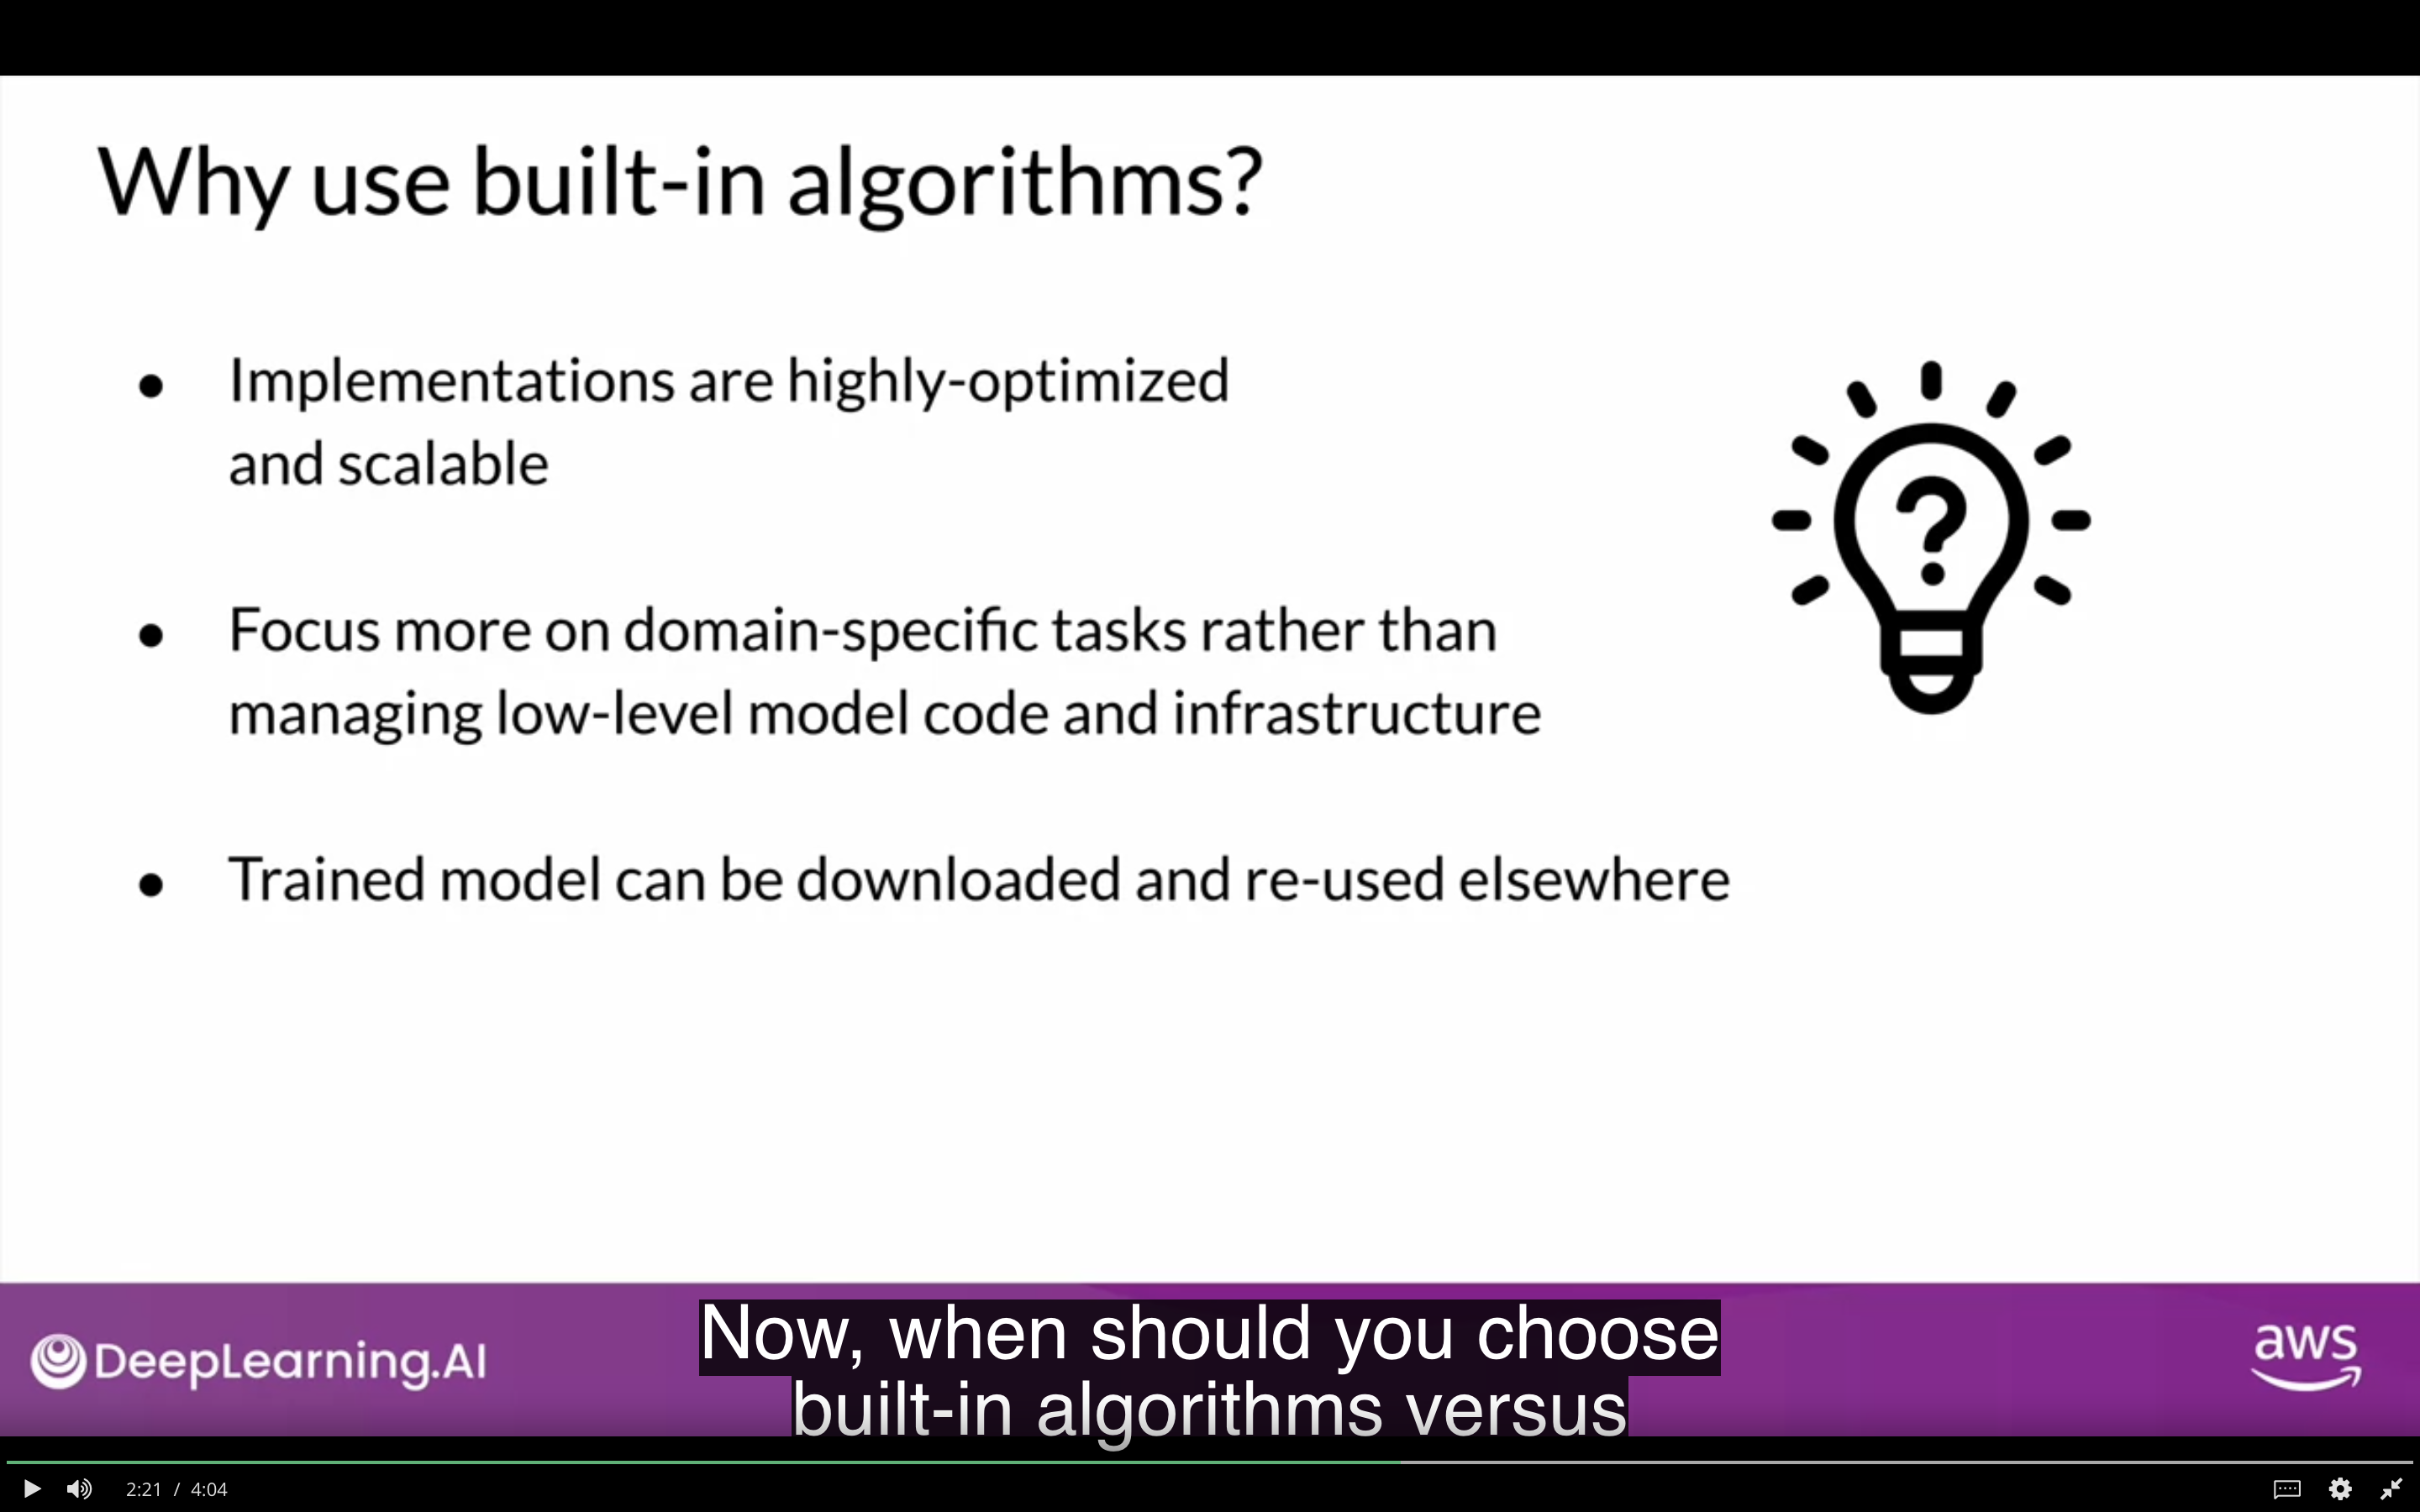 Why use built-in algorithms?
● Implementations are highly-optimized
and scalable
● Focus more on domain-specific tasks rather than
managing low-level model code and infrastructure
● Trained model can be downloaded and re-used elsewhere
?
DeepLearning.AI
Now, when should you choose
built-in algorithms versus
aws
2:21 / 4:04